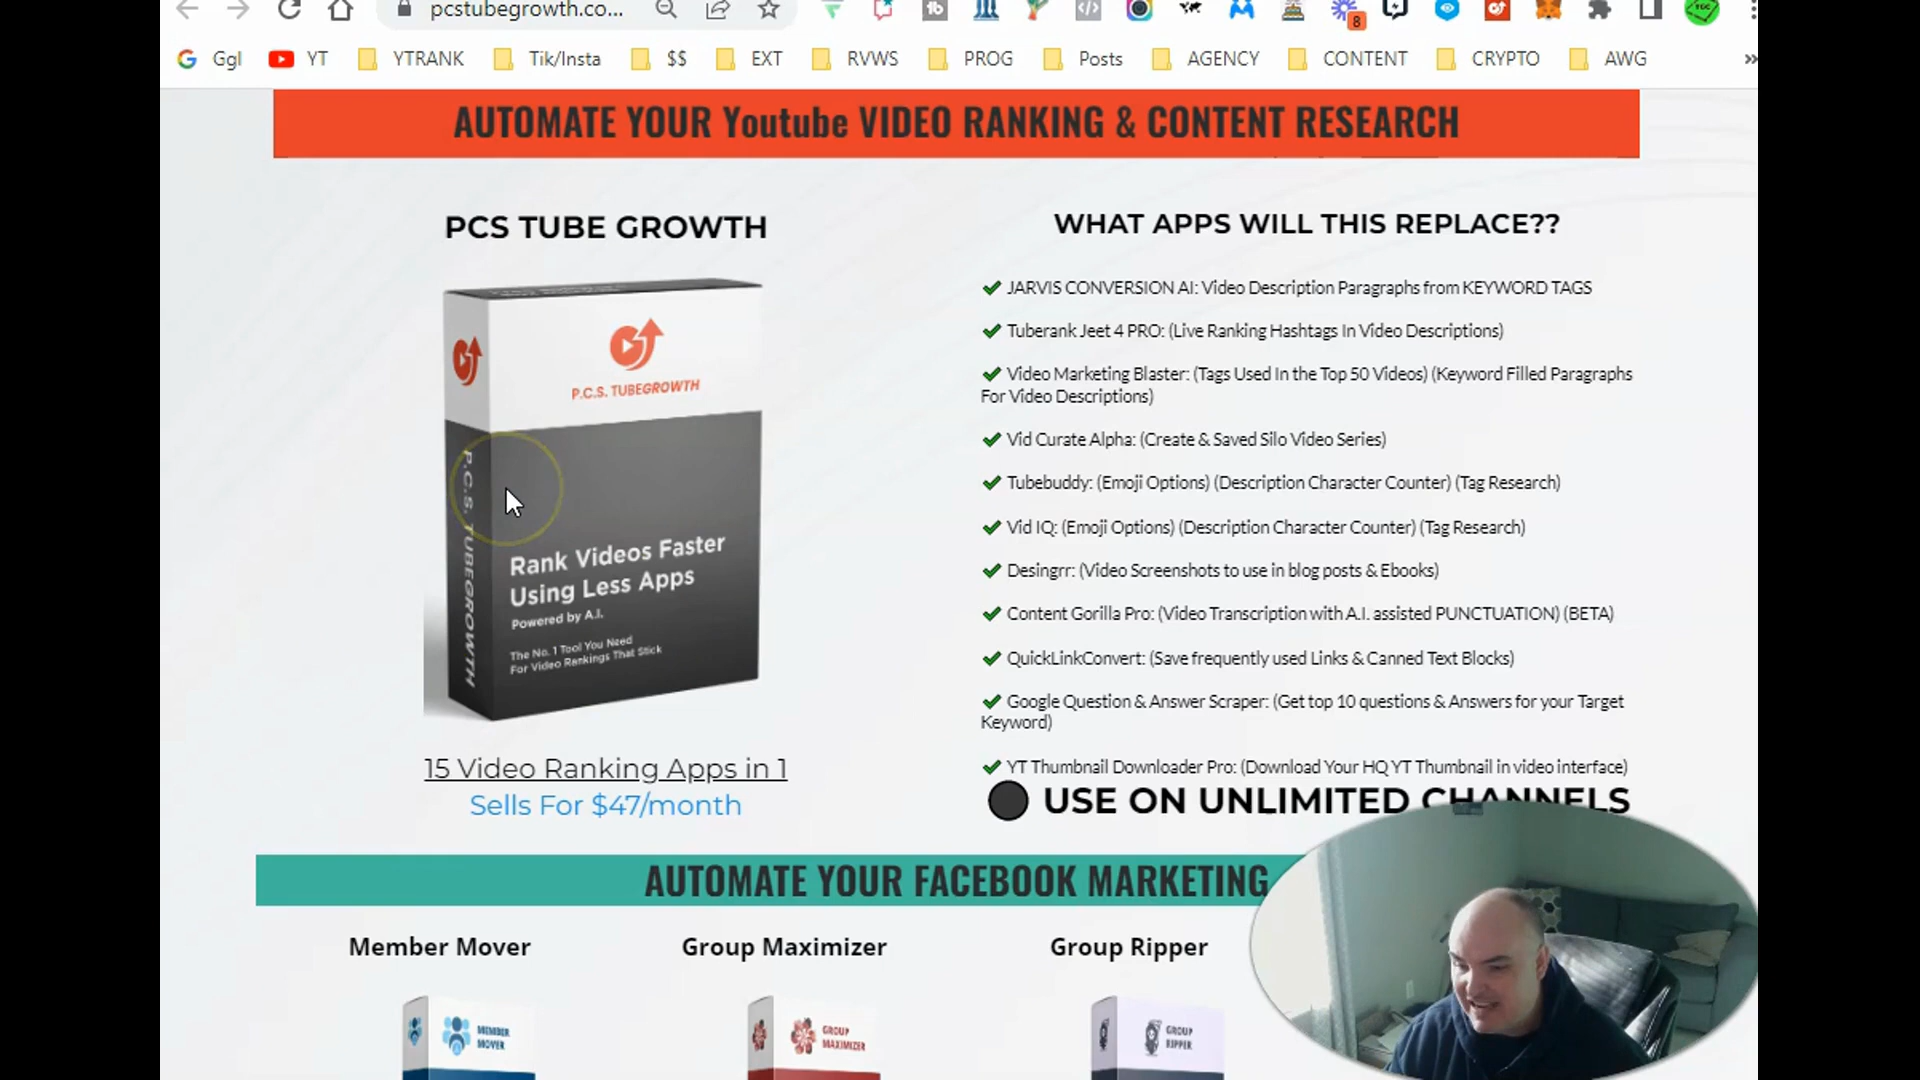 pcstubegrowth.co...
8
Ggl YT YTRANK Tik/Insta $$ EXT RVWS PROG Posts AGENCY CONTENT CRYPTO AWG »
AUTOMATE YOUR Youtube VIDEO RANKING & CONTENT RESEARCH
PCS TUBE GROWTH
P.C.S. TUBEGROWTH
P.C.S. TUBEGROWTH
Rank Videos Faster
Using Less Apps
Powered by A.I.
The No. 1 Tool You Need
For Video Rankings That Stick
15 Video Ranking Apps in 1
Sells For $47/month
WHAT APPS WILL THIS REPLACE??
JARVIS CONVERSION AI: Video Description Paragraphs from KEYWORD TAGS
Tuberank Jeet 4 PRO: (Live Ranking Hashtags In Video Descriptions)
Video Marketing Blaster: (Tags Used In the Top 50 Videos) (Keyword Filled Paragraphs
For Video Descriptions)
Vid Curate Alpha: (Create & Saved Silo Video Series)
Tubebuddy: (Emoji Options) (Description Character Counter) (Tag Research)
Vid IQ: (Emoji Options) (Description Character Counter) (Tag Research)
Desingrr: (Video Screenshots to use in blog posts & Ebooks)
Content Gorilla Pro: (Video Transcription with A.I. assisted PUNCTUATION) (BETA)
QuickLinkConvert: (Save frequently used Links & Canned Text Blocks)
Google Question & Answer Scraper: (Get top 10 questions & Answers for your Target
Keyword)
YT Thumbnail Downloader Pro: (Download Your HQ YT Thumbnail in video interface)
USE ON UNLIMITED CHANNELS
AUTOMATE YOUR FACEBOOK MARKETING
Member Mover
Group Maximizer
Group Ripper
MEMBER
MOVER
GROUP
MAXIMIZER
GROUP
RIPPER